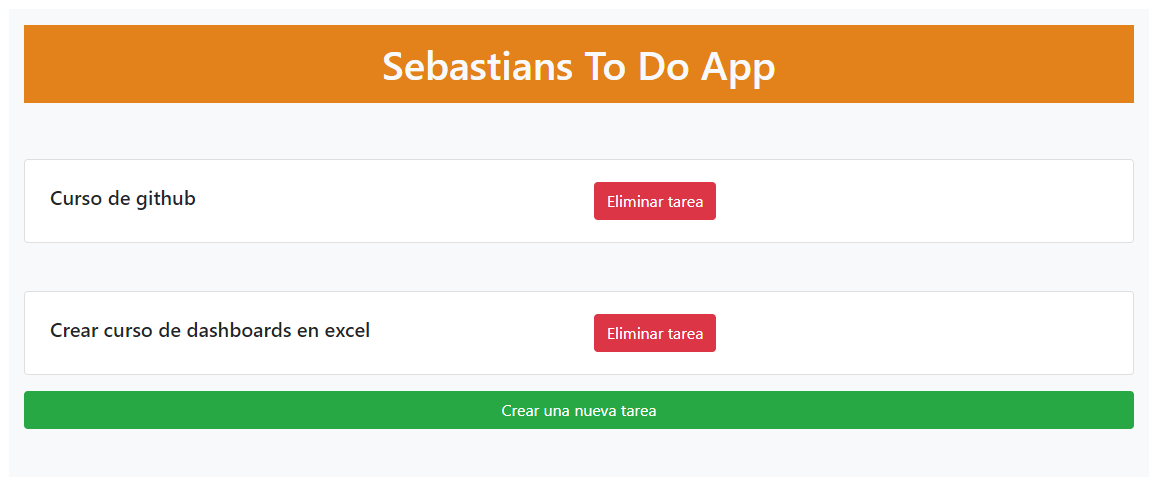 Sebastians To Do App
Curso de github
Eliminar tarea
Crear curso de dashboards en excel
Eliminar tarea
Crear una nueva tarea